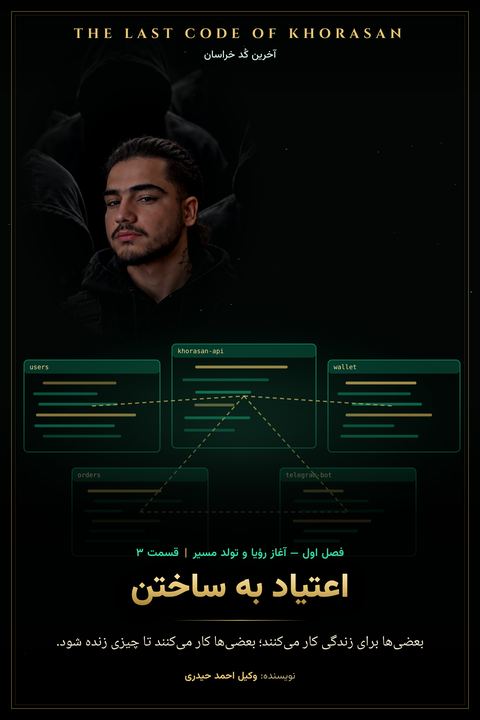 THE LAST CODE OF KHORASAN
آخرین کُد خراسان
khorasan-api
users
wallet
orders
telegram-bot
فصل اول — آغاز رؤیا و تولد مسیر | قسمت ۳
اعتیاد به ساختن
بعضی‌ها برای زندگی کار می‌کنند؛ بعضی‌ها کار می‌کنند تا چیزی زنده شود.
نویسنده: وکیل احمد حیدری